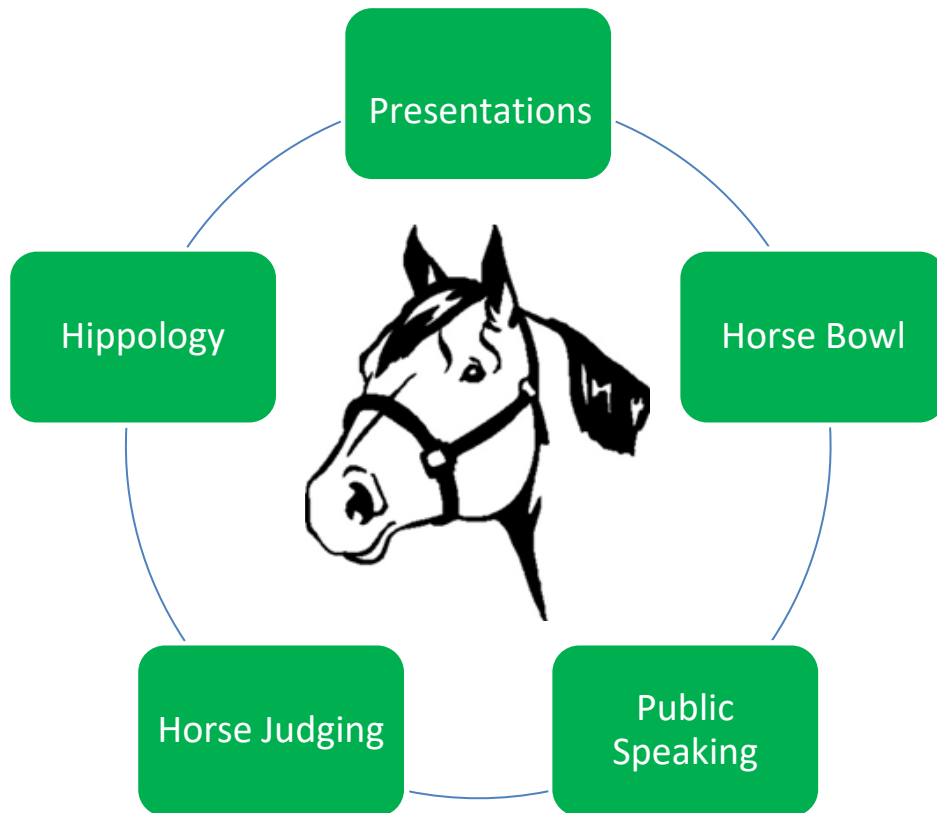 Presentations
Hippology
Horse Bowl
Horse Judging
Public
Speaking